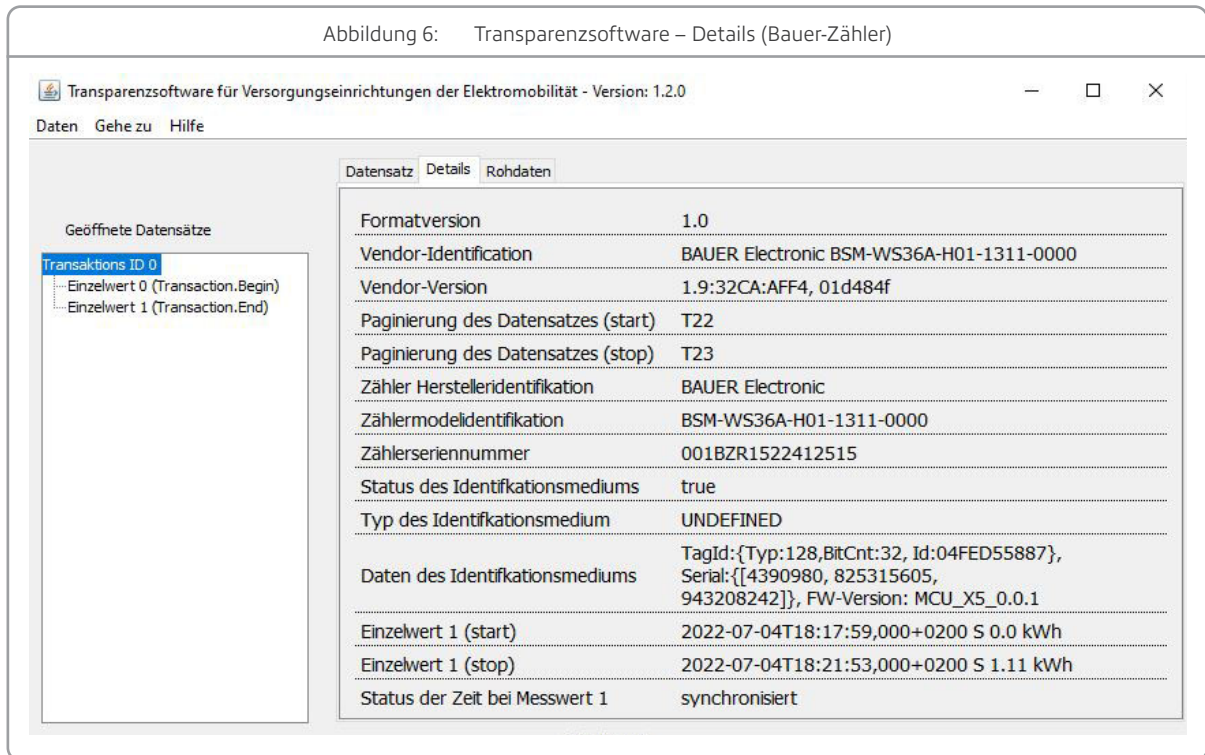 Abbildung 6: Transparenzsoftware – Details (Bauer-Zähler)
Transparenzsoftware für Versorgungseinrichtungen der Elektromobilität - Version: 1.2.0
Daten Gehe zu Hilfe
Geöffnete Datensätze
Transaktions ID 0
Einzelwert 0 (Transaction.Begin)
Einzelwert 1 (Transaction.End)
Datensatz Details Rohdaten
Formatversion 1.0
Vendor-Identification BAUER Electronic BSM-WS36A-H01-1311-0000
Vendor-Version 1.9:32CA:AFF4, 01d484f
Paginierung des Datensatzes (start) T22
Paginierung des Datensatzes (stop) T23
Zähler Herstelleridentifikation BAUER Electronic
Zählermodelidentifikation BSM-WS36A-H01-1311-0000
Zählerseriennummer 001BZR1522412515
Status des Identifkationsmediums true
Typ des Identifkationsmedium UNDEFINED
Daten des Identifkationsmediums TagId:{Typ:128,BitCnt:32, Id:04FED55887},
Serial:{[4390980, 825315605,
943208242]}, FW-Version: MCU_X5_0.0.1
Einzelwert 1 (start) 2022-07-04T18:17:59,000+0200 S 0.0 kWh
Einzelwert 1 (stop) 2022-07-04T18:21:53,000+0200 S 1.11 kWh
Status der Zeit bei Messwert 1 synchronisiert